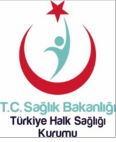 T.C. Sağlık Bakanlığı
Türkiye Halk Sağlığı
Kurumu